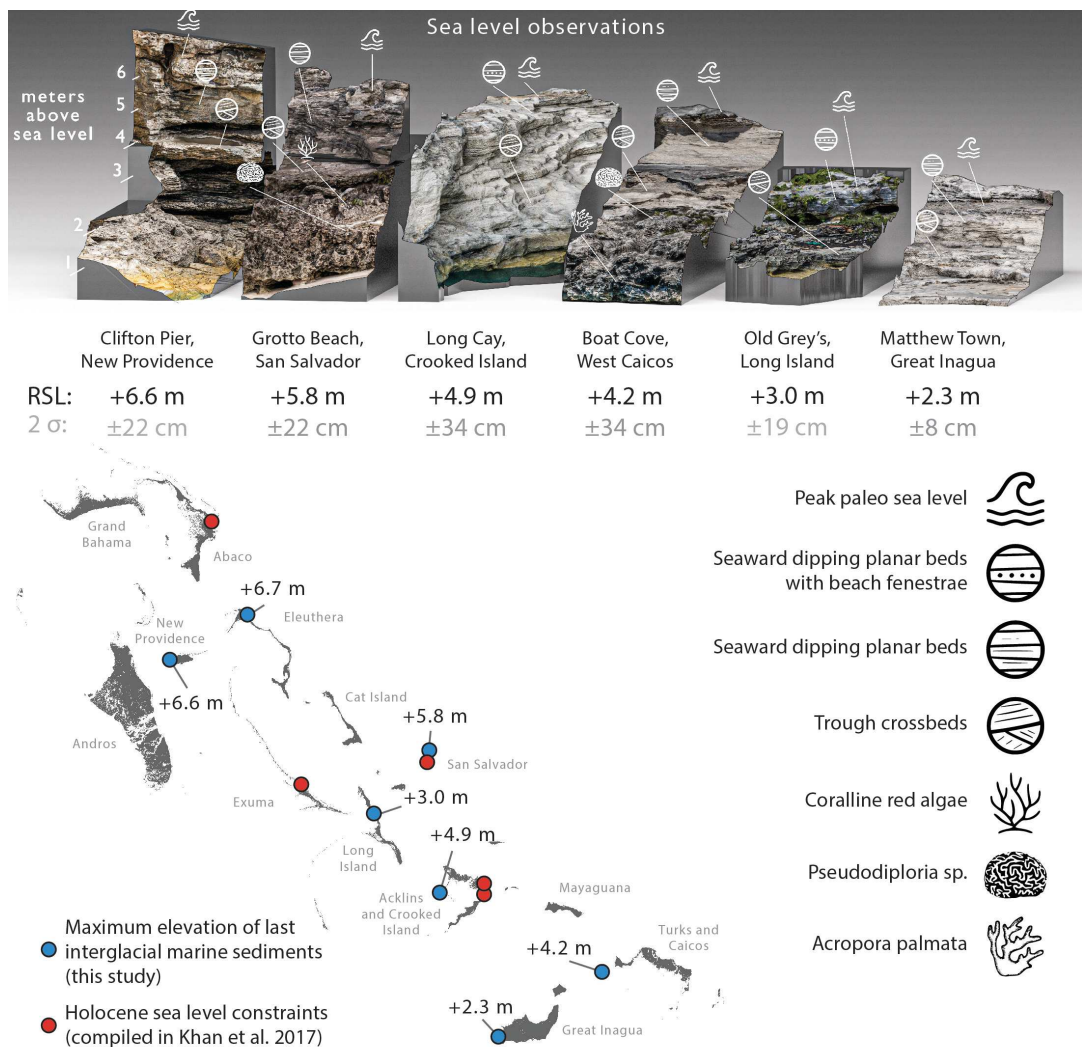 Sea level observations
meters
above
sea level
6
5
4
3
2
1
Clifton Pier,
New Providence
Grotto Beach,
San Salvador
Long Cay,
Crooked Island
Boat Cove,
West Caicos
Old Grey's,
Long Island
Matthew Town,
Great Inagua
RSL: +6.6 m +5.8 m +4.9 m +4.2 m +3.0 m +2.3 m
2 σ: ±22 cm ±22 cm ±34 cm ±34 cm ±19 cm ±8 cm
Grand
Bahama
Abaco
+6.7 m
Eleuthera
New
Providence
+6.6 m
Andros
Cat Island
+5.8 m
San Salvador
Exuma
+3.0 m
Long
Island
+4.9 m
Acklins
and Crooked
Island
Mayaguana
Turks and
Caicos
+4.2 m
+2.3 m
Great Inagua
Maximum elevation of last
interglacial marine sediments
(this study)
Holocene sea level constraints
(compiled in Khan et al. 2017)
Peak paleo sea level
Seaward dipping planar beds
with beach fenestrae
Seaward dipping planar beds
Trough crossbeds
Coralline red algae
Pseudodiploria sp.
Acropora palmata